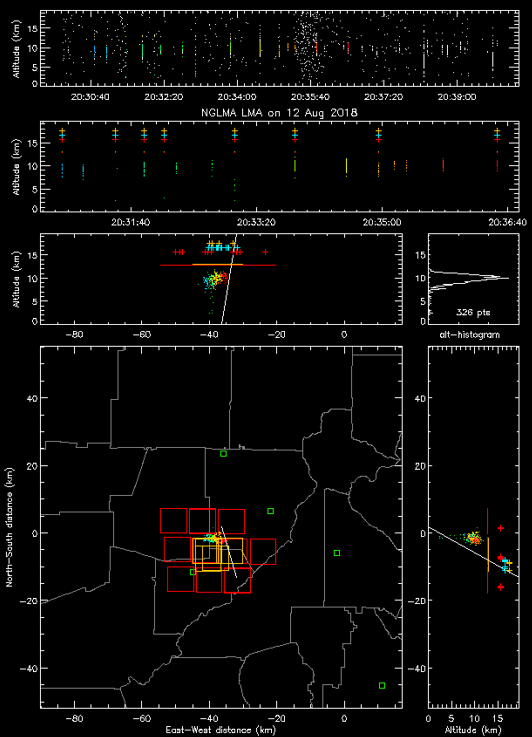 Altitude (km)
15
10
5
0
20:30:40 20:32:20 20:34:00 20:35:40 20:37:20 20:39:00
NGLMA LMA on 12 Aug 2018
Altitude (km)
15
10
5
0
20:31:40 20:33:20 20:35:00 20:36:40
Altitude (km)
15
10
5
0
-80 -60 -40 -20 0
15
10
5
0
326 pts
alt-histogram
North-South distance (km)
40
20
0
-20
-40
-80 -60 -40 -20 0
East-West distance (km)
40
20
0
-20
-40
0 5 10 15
Altitude (km)